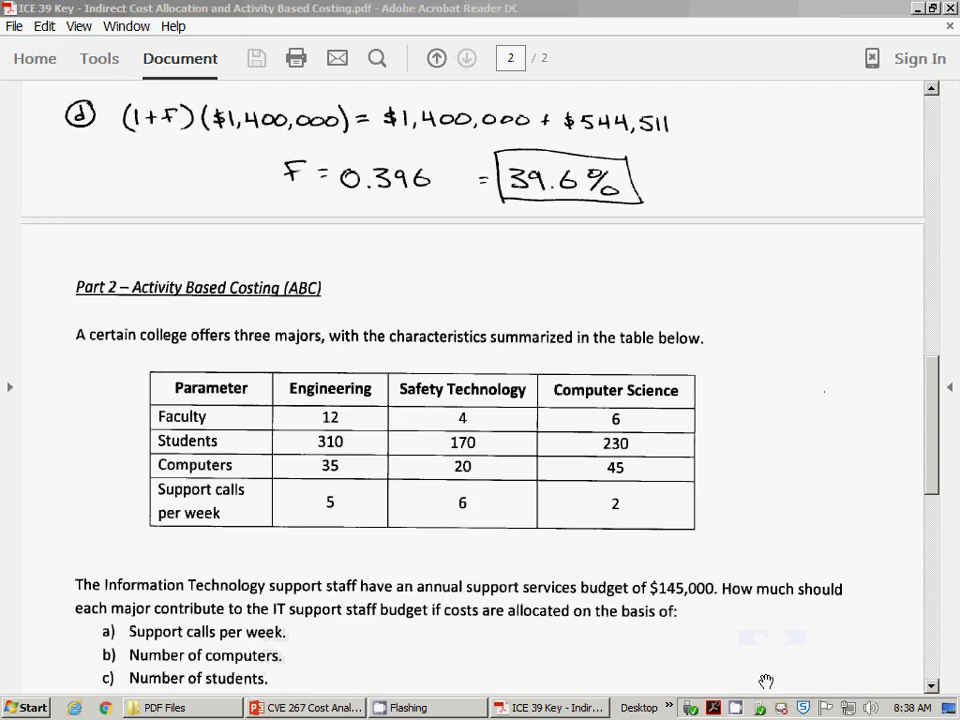 ICE 39 Key - Indirect Cost Allocation and Activity Based Costing.pdf - Adobe Acrobat Reader DC
File Edit View Window Help
Home Tools Document 2 / 2 Sign In
(d) (1+F)($1,400,000) = $1,400,000 + $544,511
F = 0.396 = 39.6%
Part 2 – Activity Based Costing (ABC)
A certain college offers three majors, with the characteristics summarized in the table below.
Parameter Engineering Safety Technology Computer Science
Faculty 12 4 6
Students 310 170 230
Computers 35 20 45
Support calls
per week 5 6 2
The Information Technology support staff have an annual support services budget of $145,000. How much should
each major contribute to the IT support staff budget if costs are allocated on the basis of:
a) Support calls per week.
b) Number of computers.
c) Number of students.
Start PDF Files CVE 267 Cost Anal... Flashing ICE 39 Key - Indir... Desktop » 8:38 AM